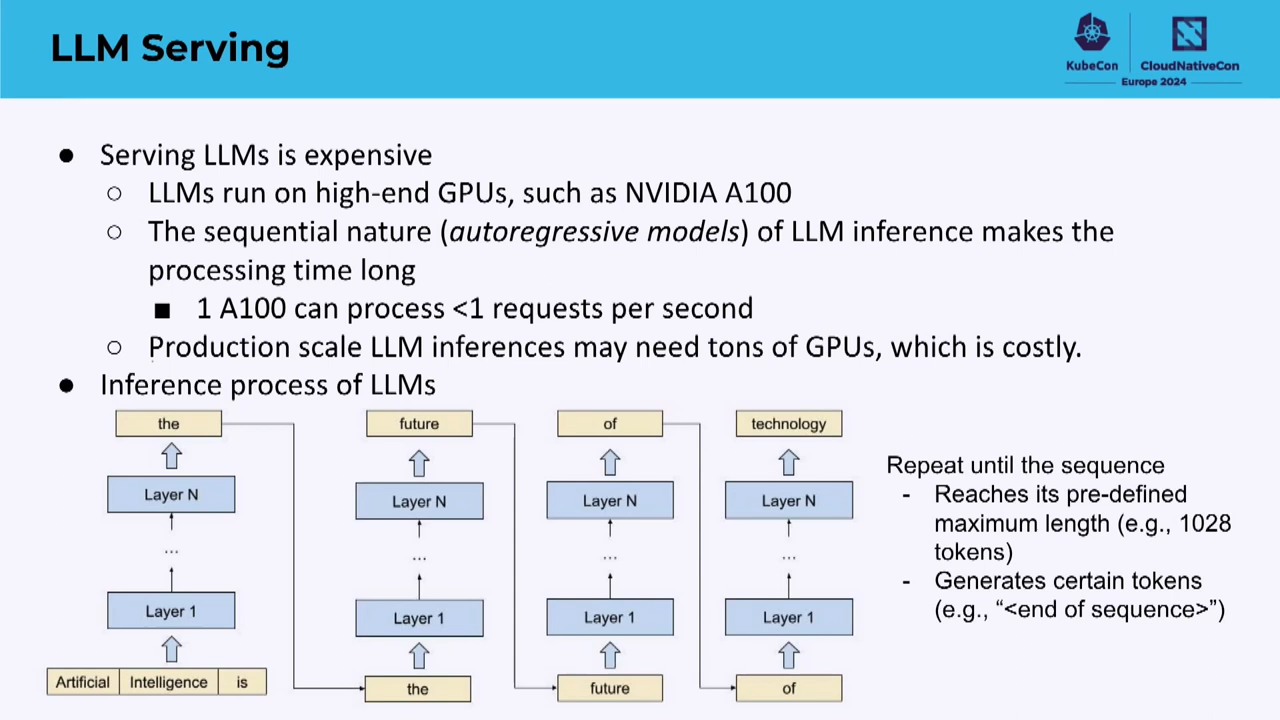 LLM Serving
KubeCon
CloudNativeCon
Europe 2024
● Serving LLMs is expensive
○ LLMs run on high-end GPUs, such as NVIDIA A100
○ The sequential nature (autoregressive models) of LLM inference makes the
processing time long
■ 1 A100 can process <1 requests per second
○ Production scale LLM inferences may need tons of GPUs, which is costly.
● Inference process of LLMs
the
Layer N
...
Layer 1
Artificial Intelligence is
future
Layer N
...
Layer 1
the
of
Layer N
...
Layer 1
future
technology
Layer N
...
Layer 1
of
Repeat until the sequence
- Reaches its pre-defined
maximum length (e.g., 1028
tokens)
- Generates certain tokens
(e.g., “<end of sequence>”)